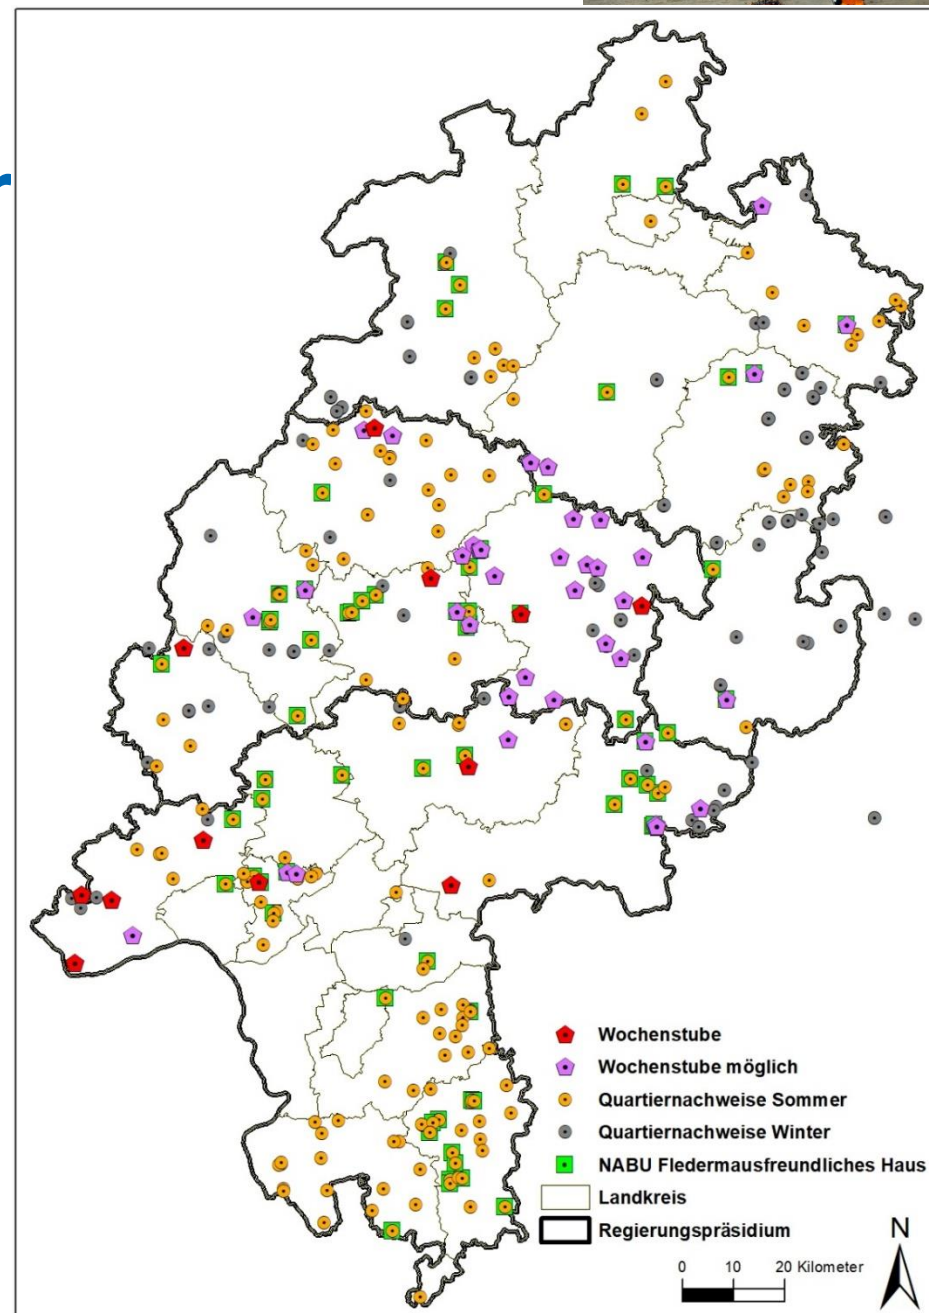 Wochenstube
Wochenstube möglich
Quartiernachweise Sommer
Quartiernachweise Winter
NABU Fledermausfreundliches Haus
Landkreis
Regierungspräsidium
N
0 10 20 Kilometer